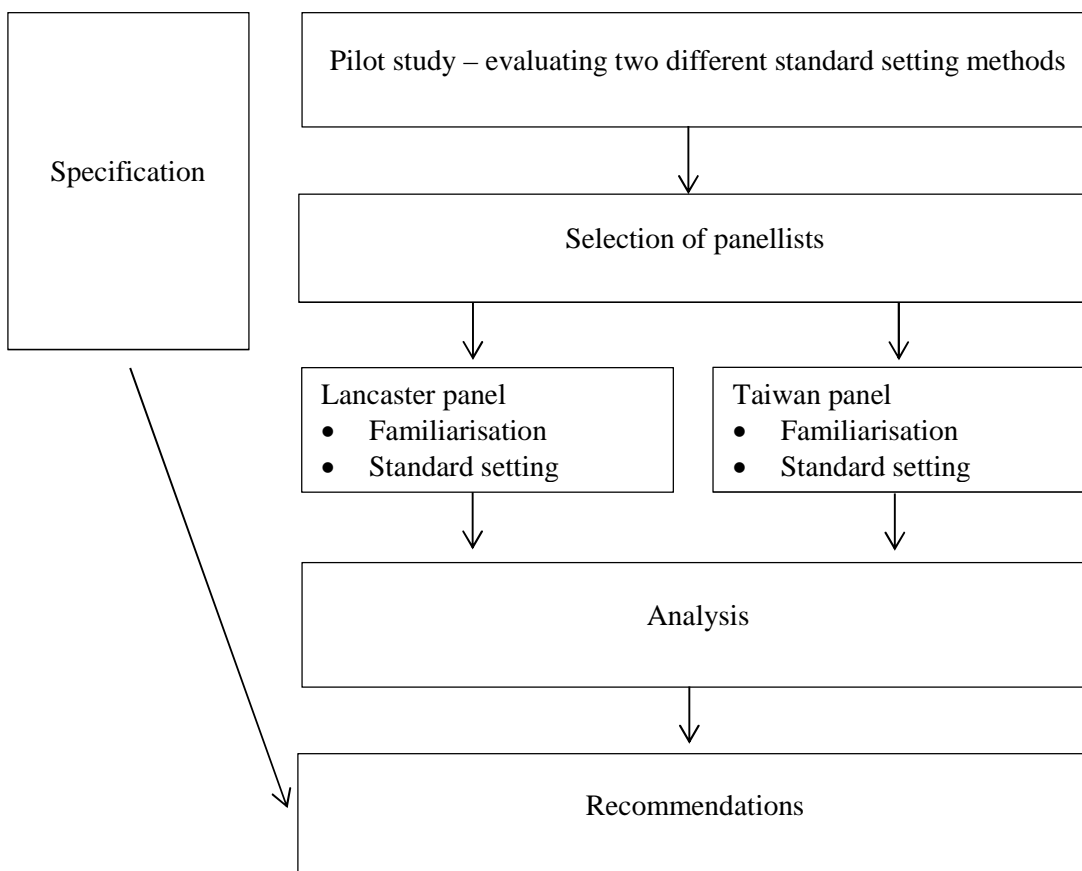 Pilot study – evaluating two different standard setting methods
Specification
Selection of panellists
Lancaster panel
• Familiarisation
• Standard setting
Taiwan panel
• Familiarisation
• Standard setting
Analysis
Recommendations